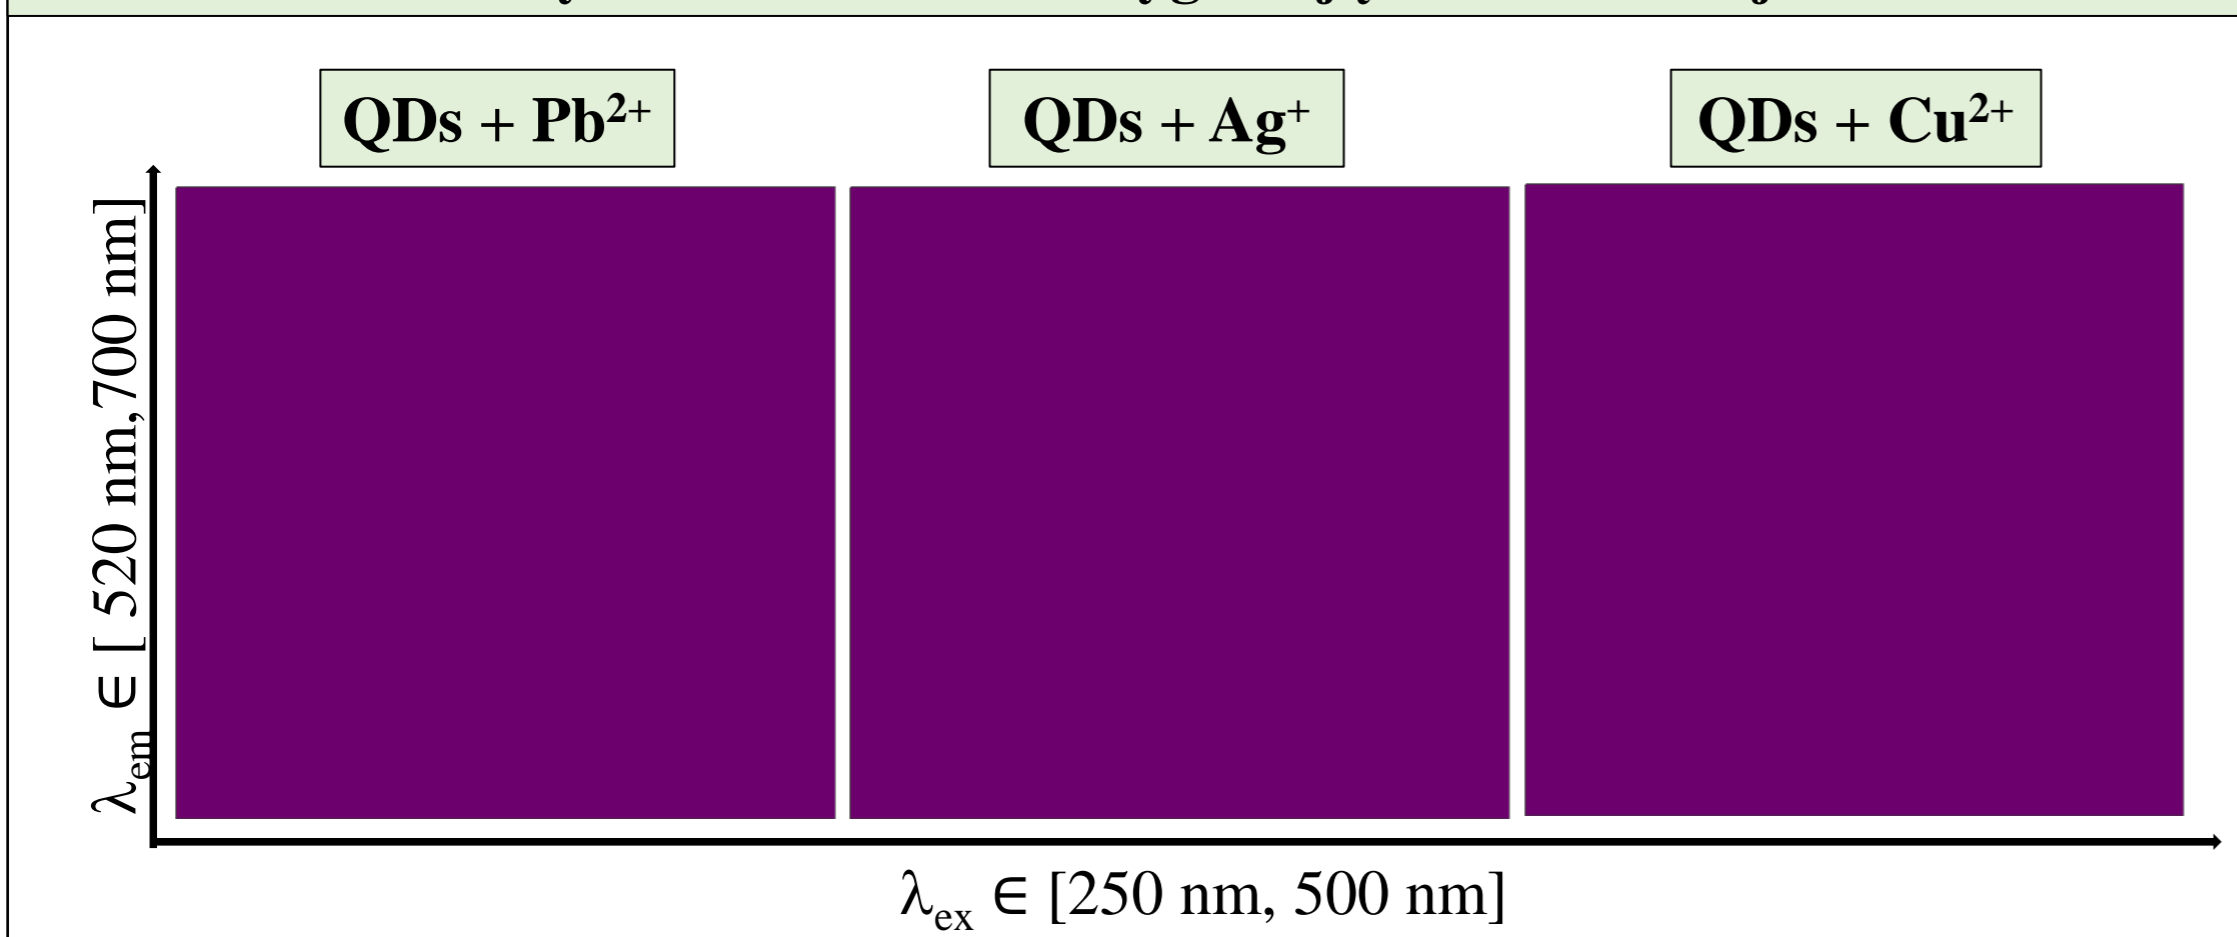 QDs + Pb²⁺
QDs + Ag⁺
QDs + Cu²⁺
λem ∈ [ 520 nm,700 nm]
λex ∈ [250 nm, 500 nm]